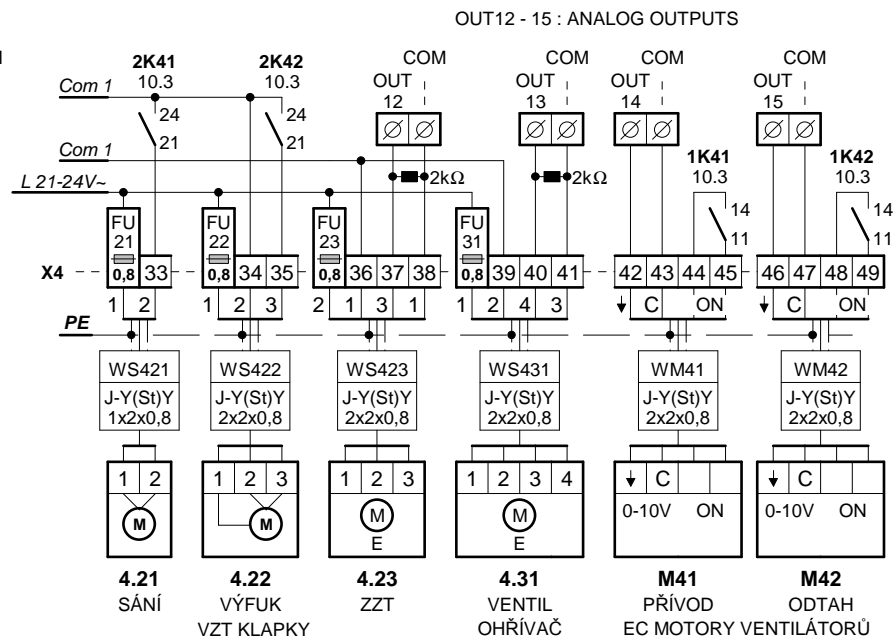 OUT12 - 15 : ANALOG OUTPUTS
2K41 2K42 COM COM COM COM
10.3 10.3 OUT OUT OUT OUT
Com 1 24 24 12 13 14 15
21 21
Com 1 1K41 1K42
2kΩ 2kΩ 10.3 10.3
L 21-24V~
14 14
11 11
FU FU FU FU
21 22 23 31
X4 0,8 33 0,8 34 35 0,8 36 37 38 0,8 39 40 41 42 43 44 45 46 47 48 49
1 2 1 2 3 2 1 3 1 1 2 4 3 C ON C ON
PE
WS421 WS422 WS423 WS431 WM41 WM42
J-Y(St)Y J-Y(St)Y J-Y(St)Y J-Y(St)Y J-Y(St)Y J-Y(St)Y
1x2x0,8 2x2x0,8 2x2x0,8 2x2x0,8 2x2x0,8 2x2x0,8
1 2 1 2 3 1 2 3 1 2 3 4 C C
M M M M 0-10V ON 0-10V ON
E E
4.21 4.22 4.23 4.31 M41 M42
SÁNÍ VÝFUK ZZT VENTIL PŘÍVOD ODTAH
VZT KLAPKY OHŘÍVAČ EC MOTORY VENTILÁTORŮ